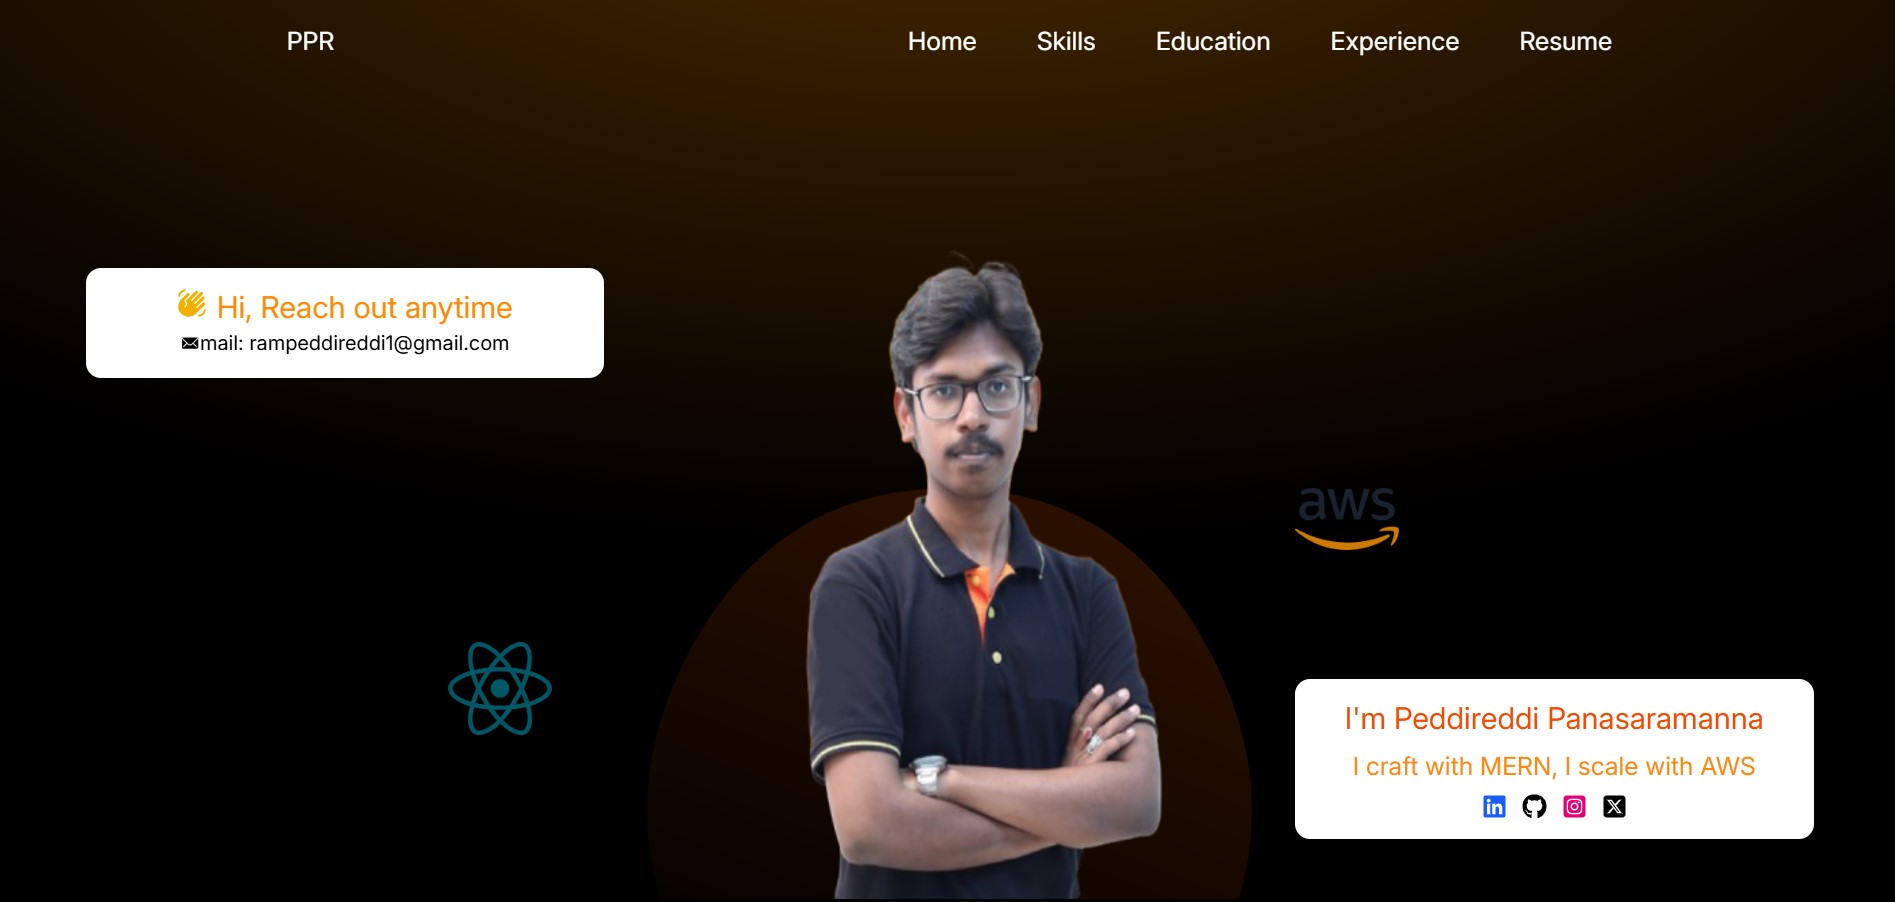 PPR Home Skills Education Experience Resume
Hi, Reach out anytime
mail: rampeddireddi1@gmail.com
aws
I'm Peddireddi Panasaramanna
I craft with MERN, I scale with AWS
in
X